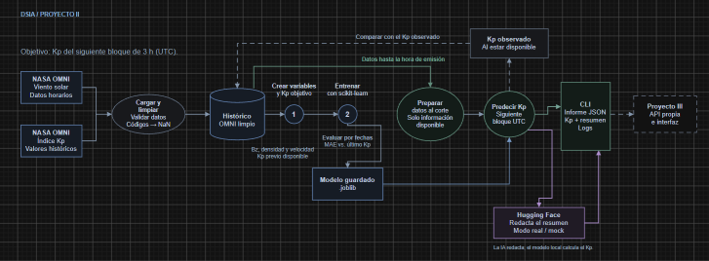 DSIA / PROYECTO II
Objetivo: Kp del siguiente bloque de 3 h (UTC).
NASA OMNI
Viento solar
Datos horarios
NASA OMNI
Índice Kp
Valores históricos
Cargar y
limpiar
Validar datos
Códigos → NaN
Histórico
OMNI limpio
Comparar con el Kp observado
Datos hasta la hora de emisión
Crear variables
y Kp objetivo
1
Entrenar
con scikit-learn
2
Bz, densidad y velocidad
Kp previo disponible
Evaluar por fechas
MAE vs. último Kp
Modelo guardado
joblib
Preparar
datos al corte
Solo información
disponible
Kp observado
Al estar disponible
Predecir Kp
Siguiente
bloque UTC
CLI
Informe JSON
Kp + resumen
Logs
Proyecto III
API propia
e interfaz
Hugging Face
Redacta el resumen
Modo real / mock
La IA redacta; el modelo local calcula el Kp.